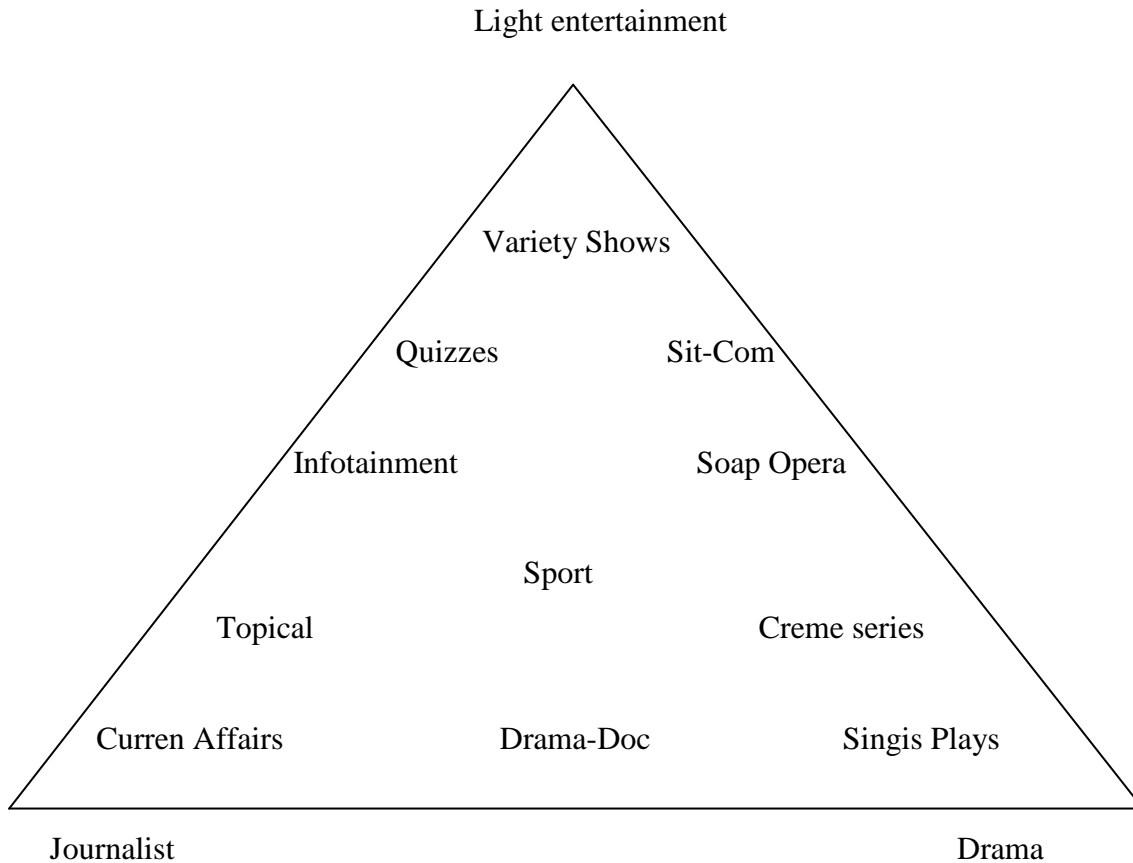 Light entertainment
Variety Shows
Quizzes
Sit-Com
Infotainment
Soap Opera
Sport
Topical
Creme series
Curren Affairs
Drama-Doc
Singis Plays
Journalist
Drama